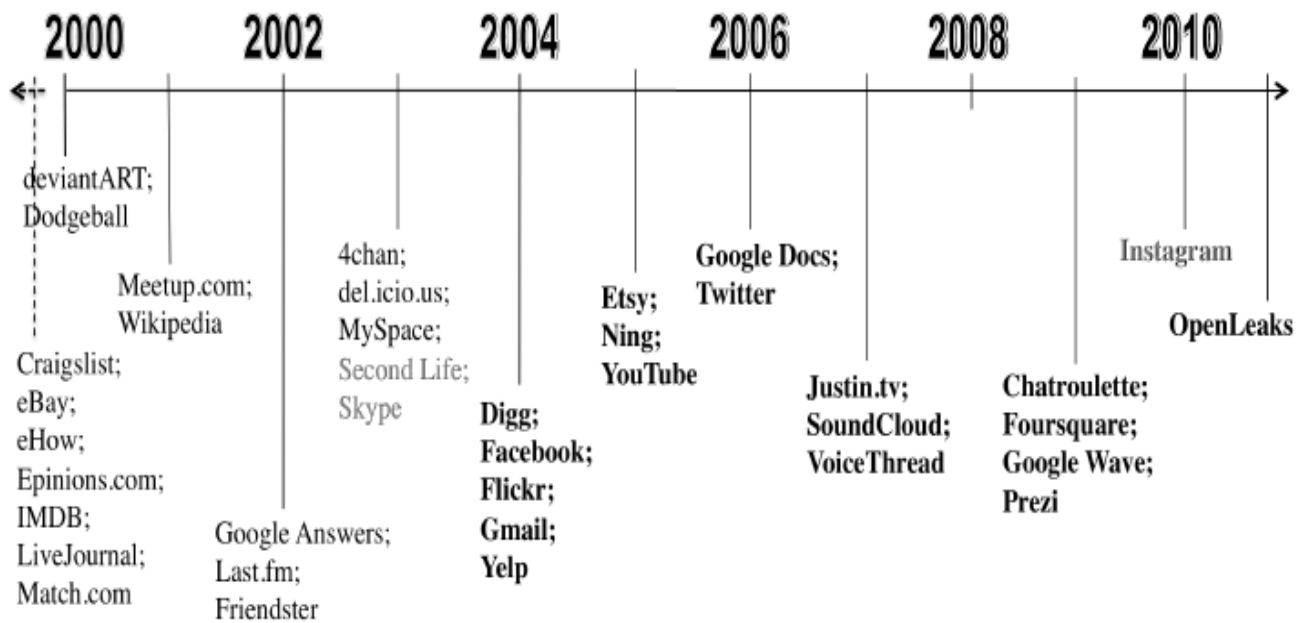 2000 2002 2004 2006 2008 2010
deviantART;
Dodgeball
Meetup.com;
Wikipedia
Craigslist;
eBay;
eHow;
Epinions.com;
IMDB;
LiveJournal;
Match.com
Google Answers;
Last.fm;
Friendster
4chan;
del.icio.us;
MySpace;
Second Life;
Skype
Digg;
Facebook;
Flickr;
Gmail;
Yelp
Etsy;
Ning;
YouTube
Google Docs;
Twitter
Justin.tv;
SoundCloud;
VoiceThread
Chatroulette;
Foursquare;
Google Wave;
Prezi
Instagram
OpenLeaks